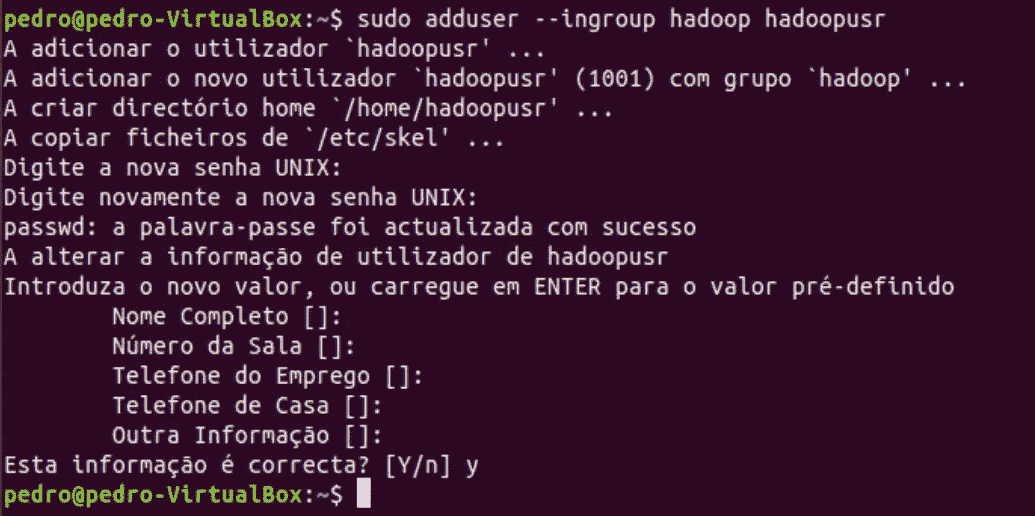 pedro@pedro-VirtualBox:~$ sudo adduser --ingroup hadoop hadoopusr
A adicionar o utilizador `hadoopusr' ...
A adicionar o novo utilizador `hadoopusr' (1001) com grupo `hadoop' ...
A criar directório home `/home/hadoopusr' ...
A copiar ficheiros de `/etc/skel' ...
Digite a nova senha UNIX:
Digite novamente a nova senha UNIX:
passwd: a palavra-passe foi actualizada com sucesso
A alterar a informação de utilizador de hadoopusr
Introduza o novo valor, ou carregue em ENTER para o valor pré-definido
Nome Completo []:
Número da Sala []:
Telefone do Emprego []:
Telefone de Casa []:
Outra Informação []:
Esta informação é correcta? [Y/n] y
pedro@pedro-VirtualBox:~$